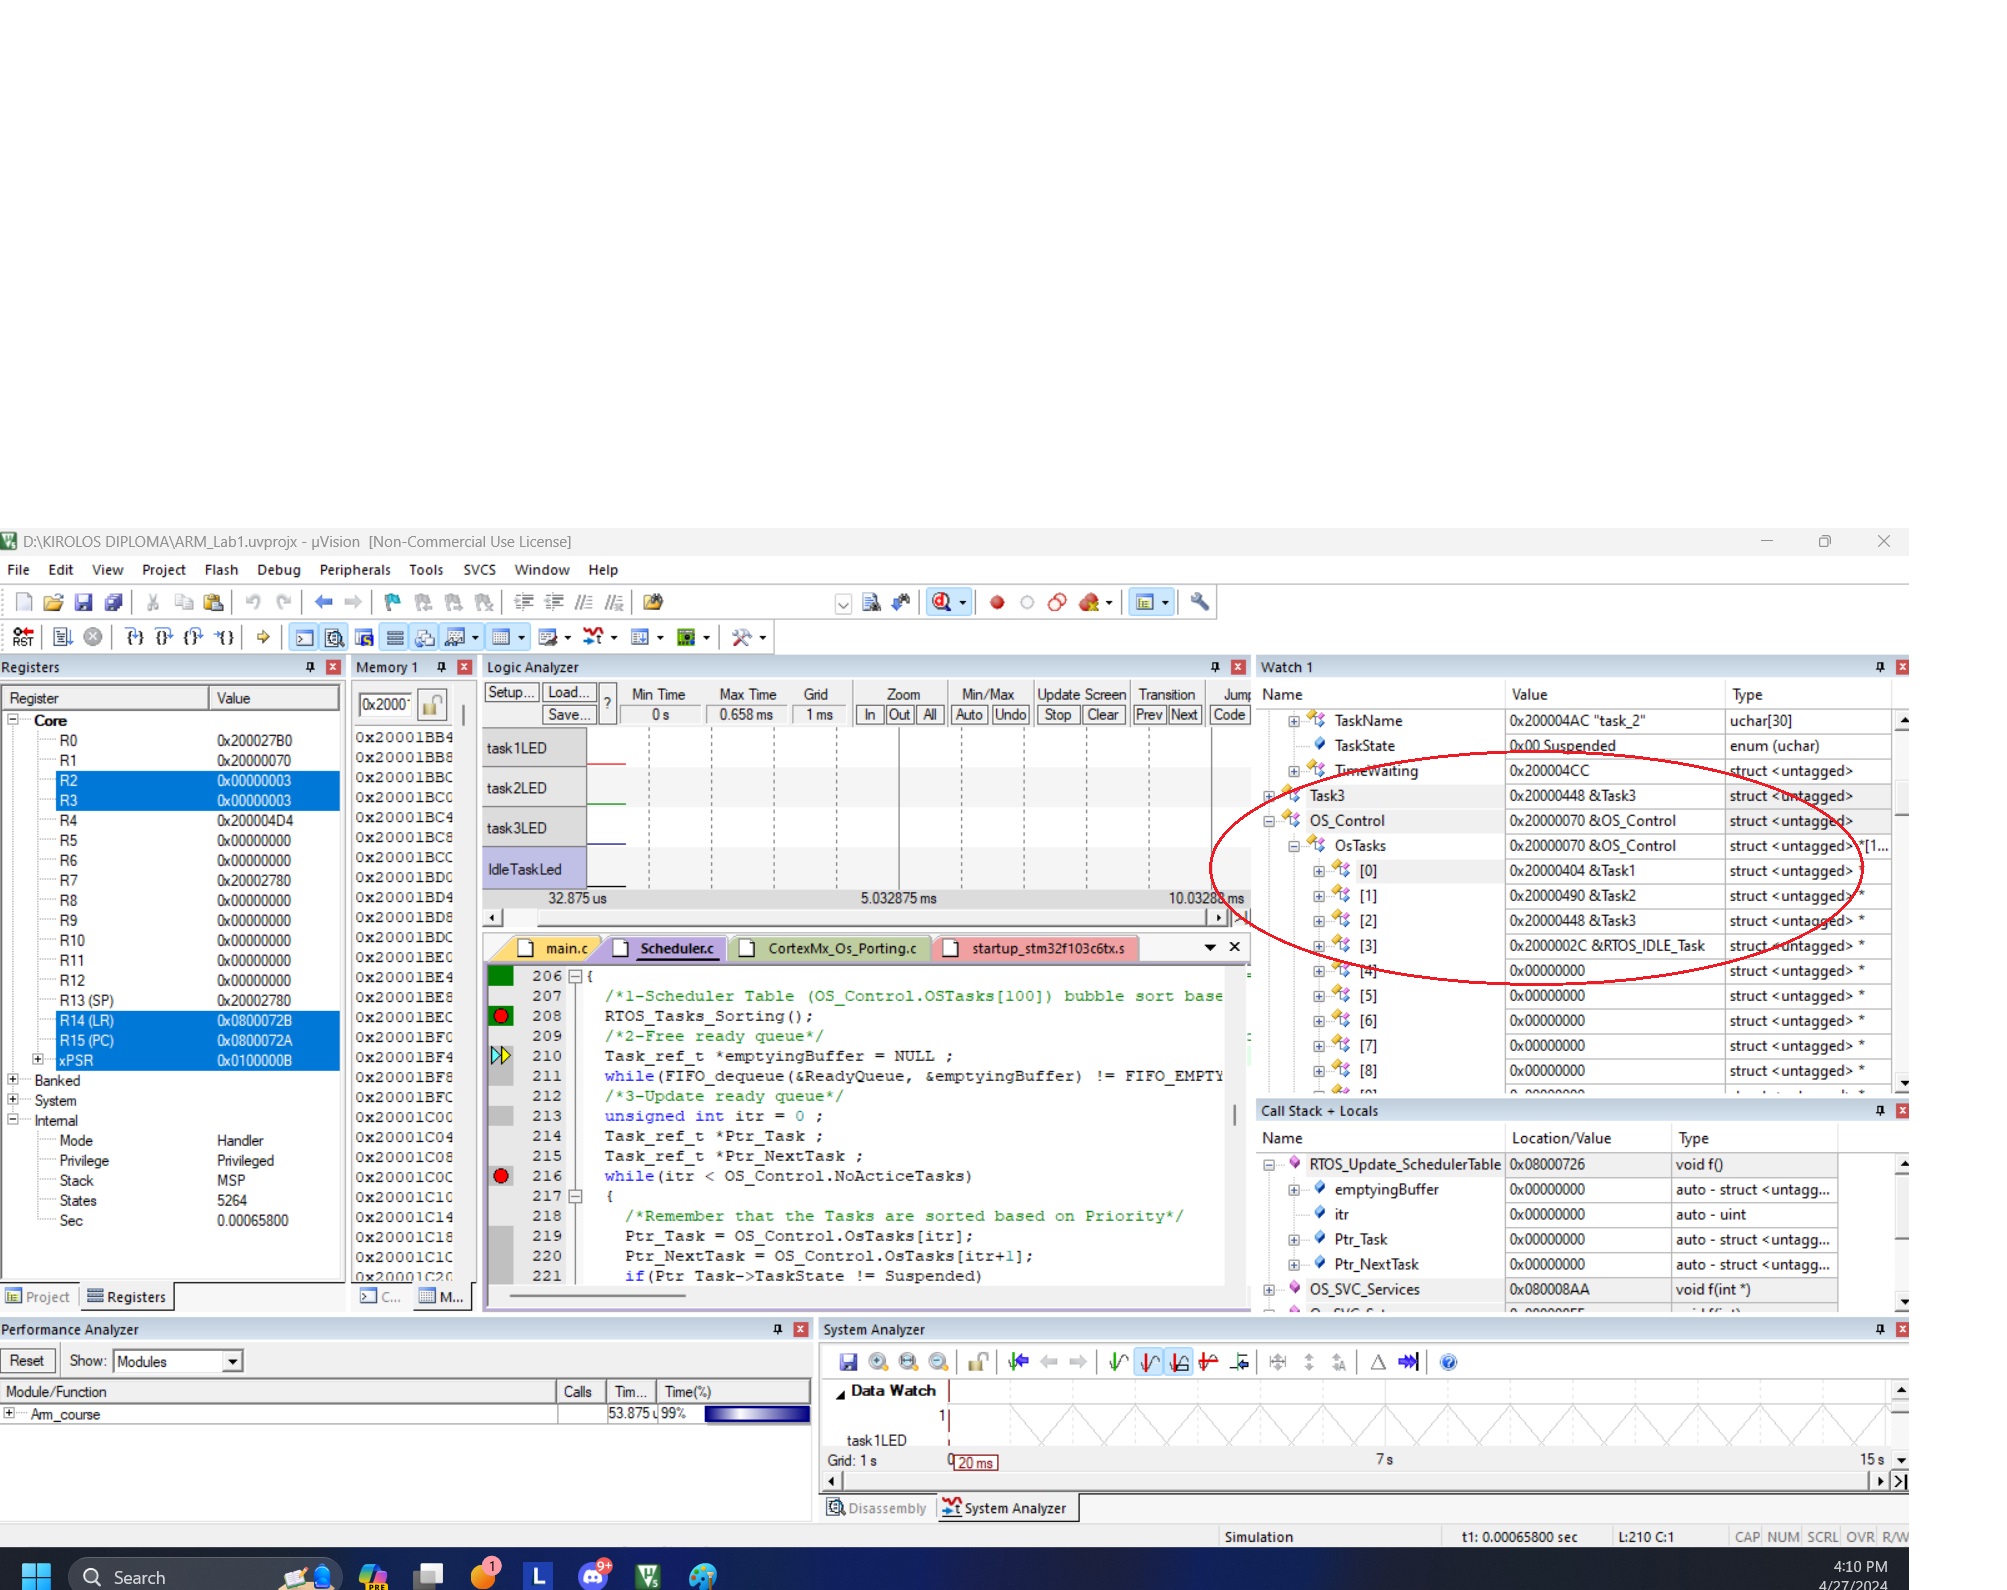 D:\KIROLOS DIPLOMA\ARM_Lab1.uvprojx - µVision [Non-Commercial Use License]
File Edit View Project Flash Debug Peripherals Tools SVCS Window Help
Registers
Register Value
Core
R0 0x200027B0
R1 0x20000070
R2 0x00000003
R3 0x00000003
R4 0x200004D4
R5 0x00000000
R6 0x00000000
R7 0x20002780
R8 0x00000000
R9 0x00000000
R10 0x00000000
R11 0x00000000
R12 0x00000000
R13 (SP) 0x20002780
R14 (LR) 0x0800072B
R15 (PC) 0x0800072A
xPSR 0x0100000B
Banked
System
Internal
Mode Handler
Privilege Privileged
Stack MSP
States 5264
Sec 0.00065800
Project Registers
Memory 1
0x2000
0x20001BB4
0x20001BB8
0x20001BBC
0x20001BC0
0x20001BC4
0x20001BC8
0x20001BCC
0x20001BD0
0x20001BD4
0x20001BD8
0x20001BDC
0x20001BE0
0x20001BE4
0x20001BE8
0x20001BEC
0x20001BF0
0x20001BF4
0x20001BF8
0x20001BFC
0x20001C00
0x20001C04
0x20001C08
0x20001C0C
0x20001C10
0x20001C14
0x20001C18
0x20001C1C
0x20001C20
C... M...
Logic Analyzer
Setup... Load... ? Min Time Max Time Grid Zoom Min/Max Update Screen Transition Jump
Save... 0 s 0.658 ms 1 ms In Out All Auto Undo Stop Clear Prev Next Code
task1LED
task2LED
task3LED
IdleTaskLed
32.875 us 5.032875 ms 10.03288 ms
main.c Scheduler.c CortexMx_Os_Porting.c startup_stm32f103c6tx.s
206 {
207 /*1-Scheduler Table (OS_Control.OSTasks[100]) bubble sort base
208 RTOS_Tasks_Sorting();
209 /*2-Free ready queue*/
210 Task_ref_t *emptyingBuffer = NULL ;
211 while(FIFO_dequeue(&ReadyQueue, &emptyingBuffer) != FIFO_EMPTY
212 /*3-Update ready queue*/
213 unsigned int itr = 0 ;
214 Task_ref_t *Ptr_Task ;
215 Task_ref_t *Ptr_NextTask ;
216 while(itr < OS_Control.NoActiceTasks)
217 {
218 /*Remember that the Tasks are sorted based on Priority*/
219 Ptr_Task = OS_Control.OsTasks[itr];
220 Ptr_NextTask = OS_Control.OsTasks[itr+1];
221 if(Ptr_Task->TaskState != Suspended)
Watch 1
Name Value Type
TaskName 0x200004AC "task_2" uchar[30]
TaskState 0x00 Suspended enum (uchar)
TimeWaiting 0x200004CC struct <untagged>
Task3 0x20000448 &Task3 struct <untagged>
OS_Control 0x20000070 &OS_Control struct <untagged>
OsTasks 0x20000070 &OS_Control struct <untagged> *[1...
[0] 0x20000404 &Task1 struct <untagged> *
[1] 0x20000490 &Task2 struct <untagged> *
[2] 0x20000448 &Task3 struct <untagged> *
[3] 0x2000002C &RTOS_IDLE_Task struct <untagged> *
[4] 0x00000000 struct <untagged> *
[5] 0x00000000 struct <untagged> *
[6] 0x00000000 struct <untagged> *
[7] 0x00000000 struct <untagged> *
[8] 0x00000000 struct <untagged> *
Call Stack + Locals
Name Location/Value Type
RTOS_Update_SchedulerTable 0x08000726 void f()
emptyingBuffer 0x00000000 auto - struct <untagg...
itr 0x00000000 auto - uint
Ptr_Task 0x00000000 auto - struct <untagg...
Ptr_NextTask 0x00000000 auto - struct <untagg...
OS_SVC_Services 0x080008AA void f(int *)
Performance Analyzer
Reset Show: Modules
Module/Function Calls Tim... Time(%)
Arm_course 53.875 99%
System Analyzer
Data Watch
1
task1LED
Grid: 1 s 0 20 ms 7 s 15 s
Disassembly System Analyzer
Simulation t1: 0.00065800 sec L:210 C:1 CAP NUM SCRL OVR R/W
Search PRE 1 L 9+
4:10 PM
4/27/2024